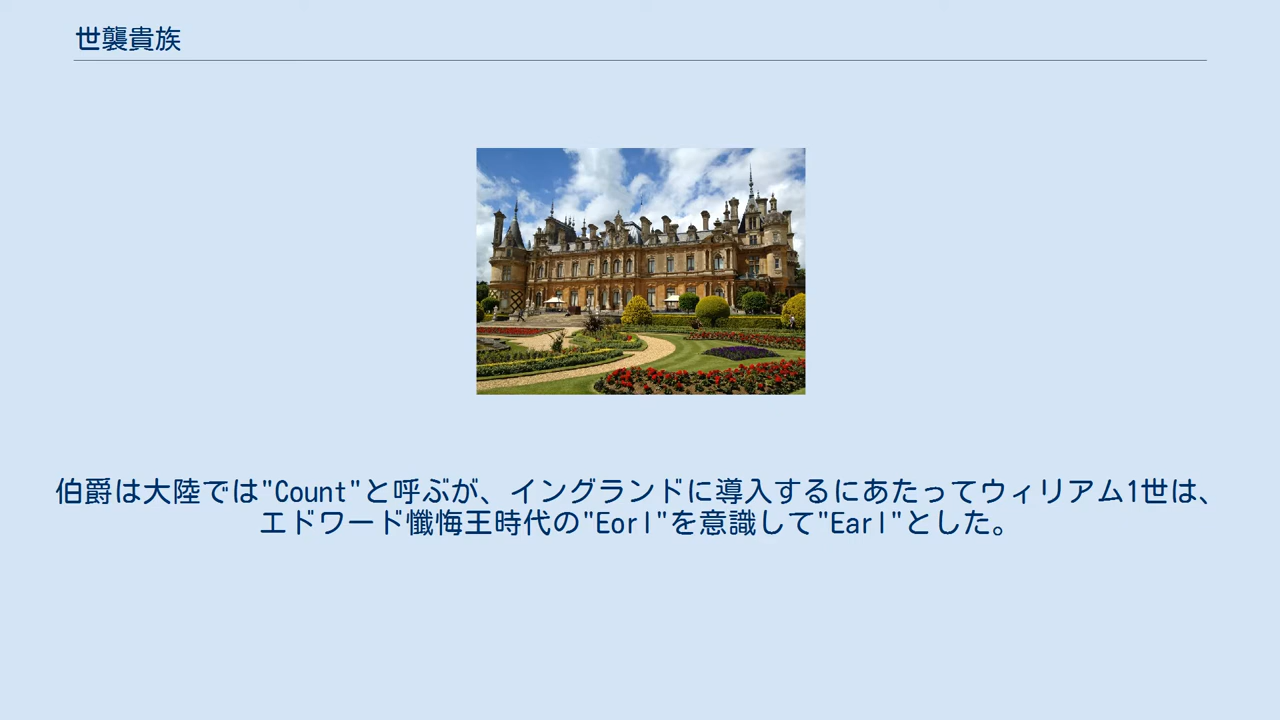 世襲貴族
伯爵は大陸では"Count"と呼ぶが、イングランドに導入するにあたってウィリアム1世は、
エドワード懺悔王時代の"Eorl"を意識して"Earl"とした。